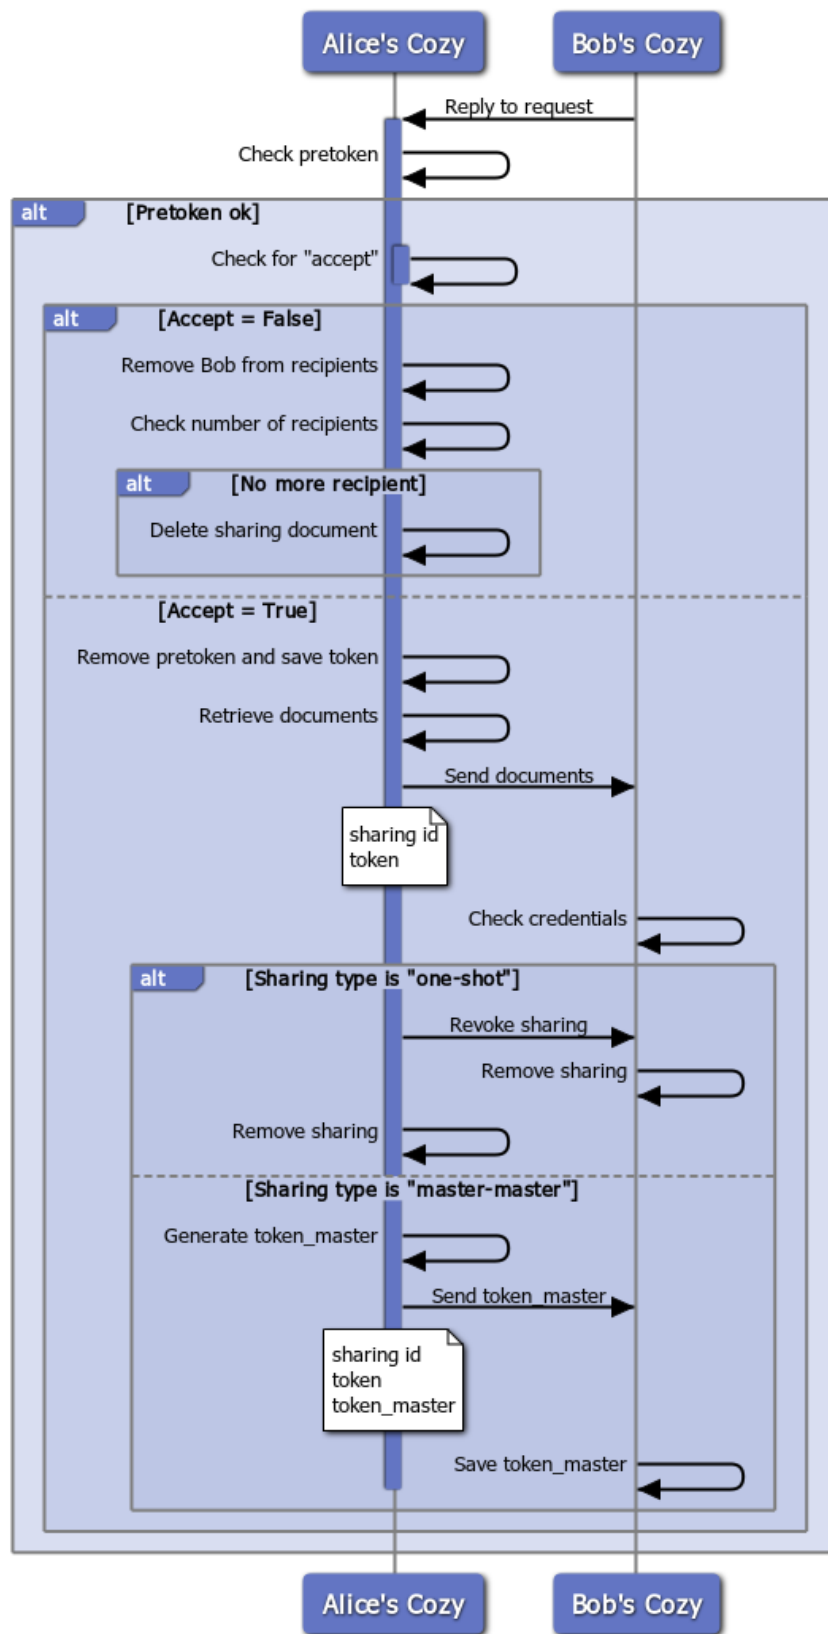 Alice's Cozy
Bob's Cozy
Reply to request
Check pretoken
alt
[Pretoken ok]
Check for "accept"
alt
[Accept = False]
Remove Bob from recipients
Check number of recipients
alt
[No more recipient]
Delete sharing document
[Accept = True]
Remove pretoken and save token
Retrieve documents
Send documents
sharing id
token
Check credentials
alt
[Sharing type is "one-shot"]
Revoke sharing
Remove sharing
Remove sharing
[Sharing type is "master-master"]
Generate token_master
Send token_master
sharing id
token
token_master
Save token_master
Alice's Cozy
Bob's Cozy